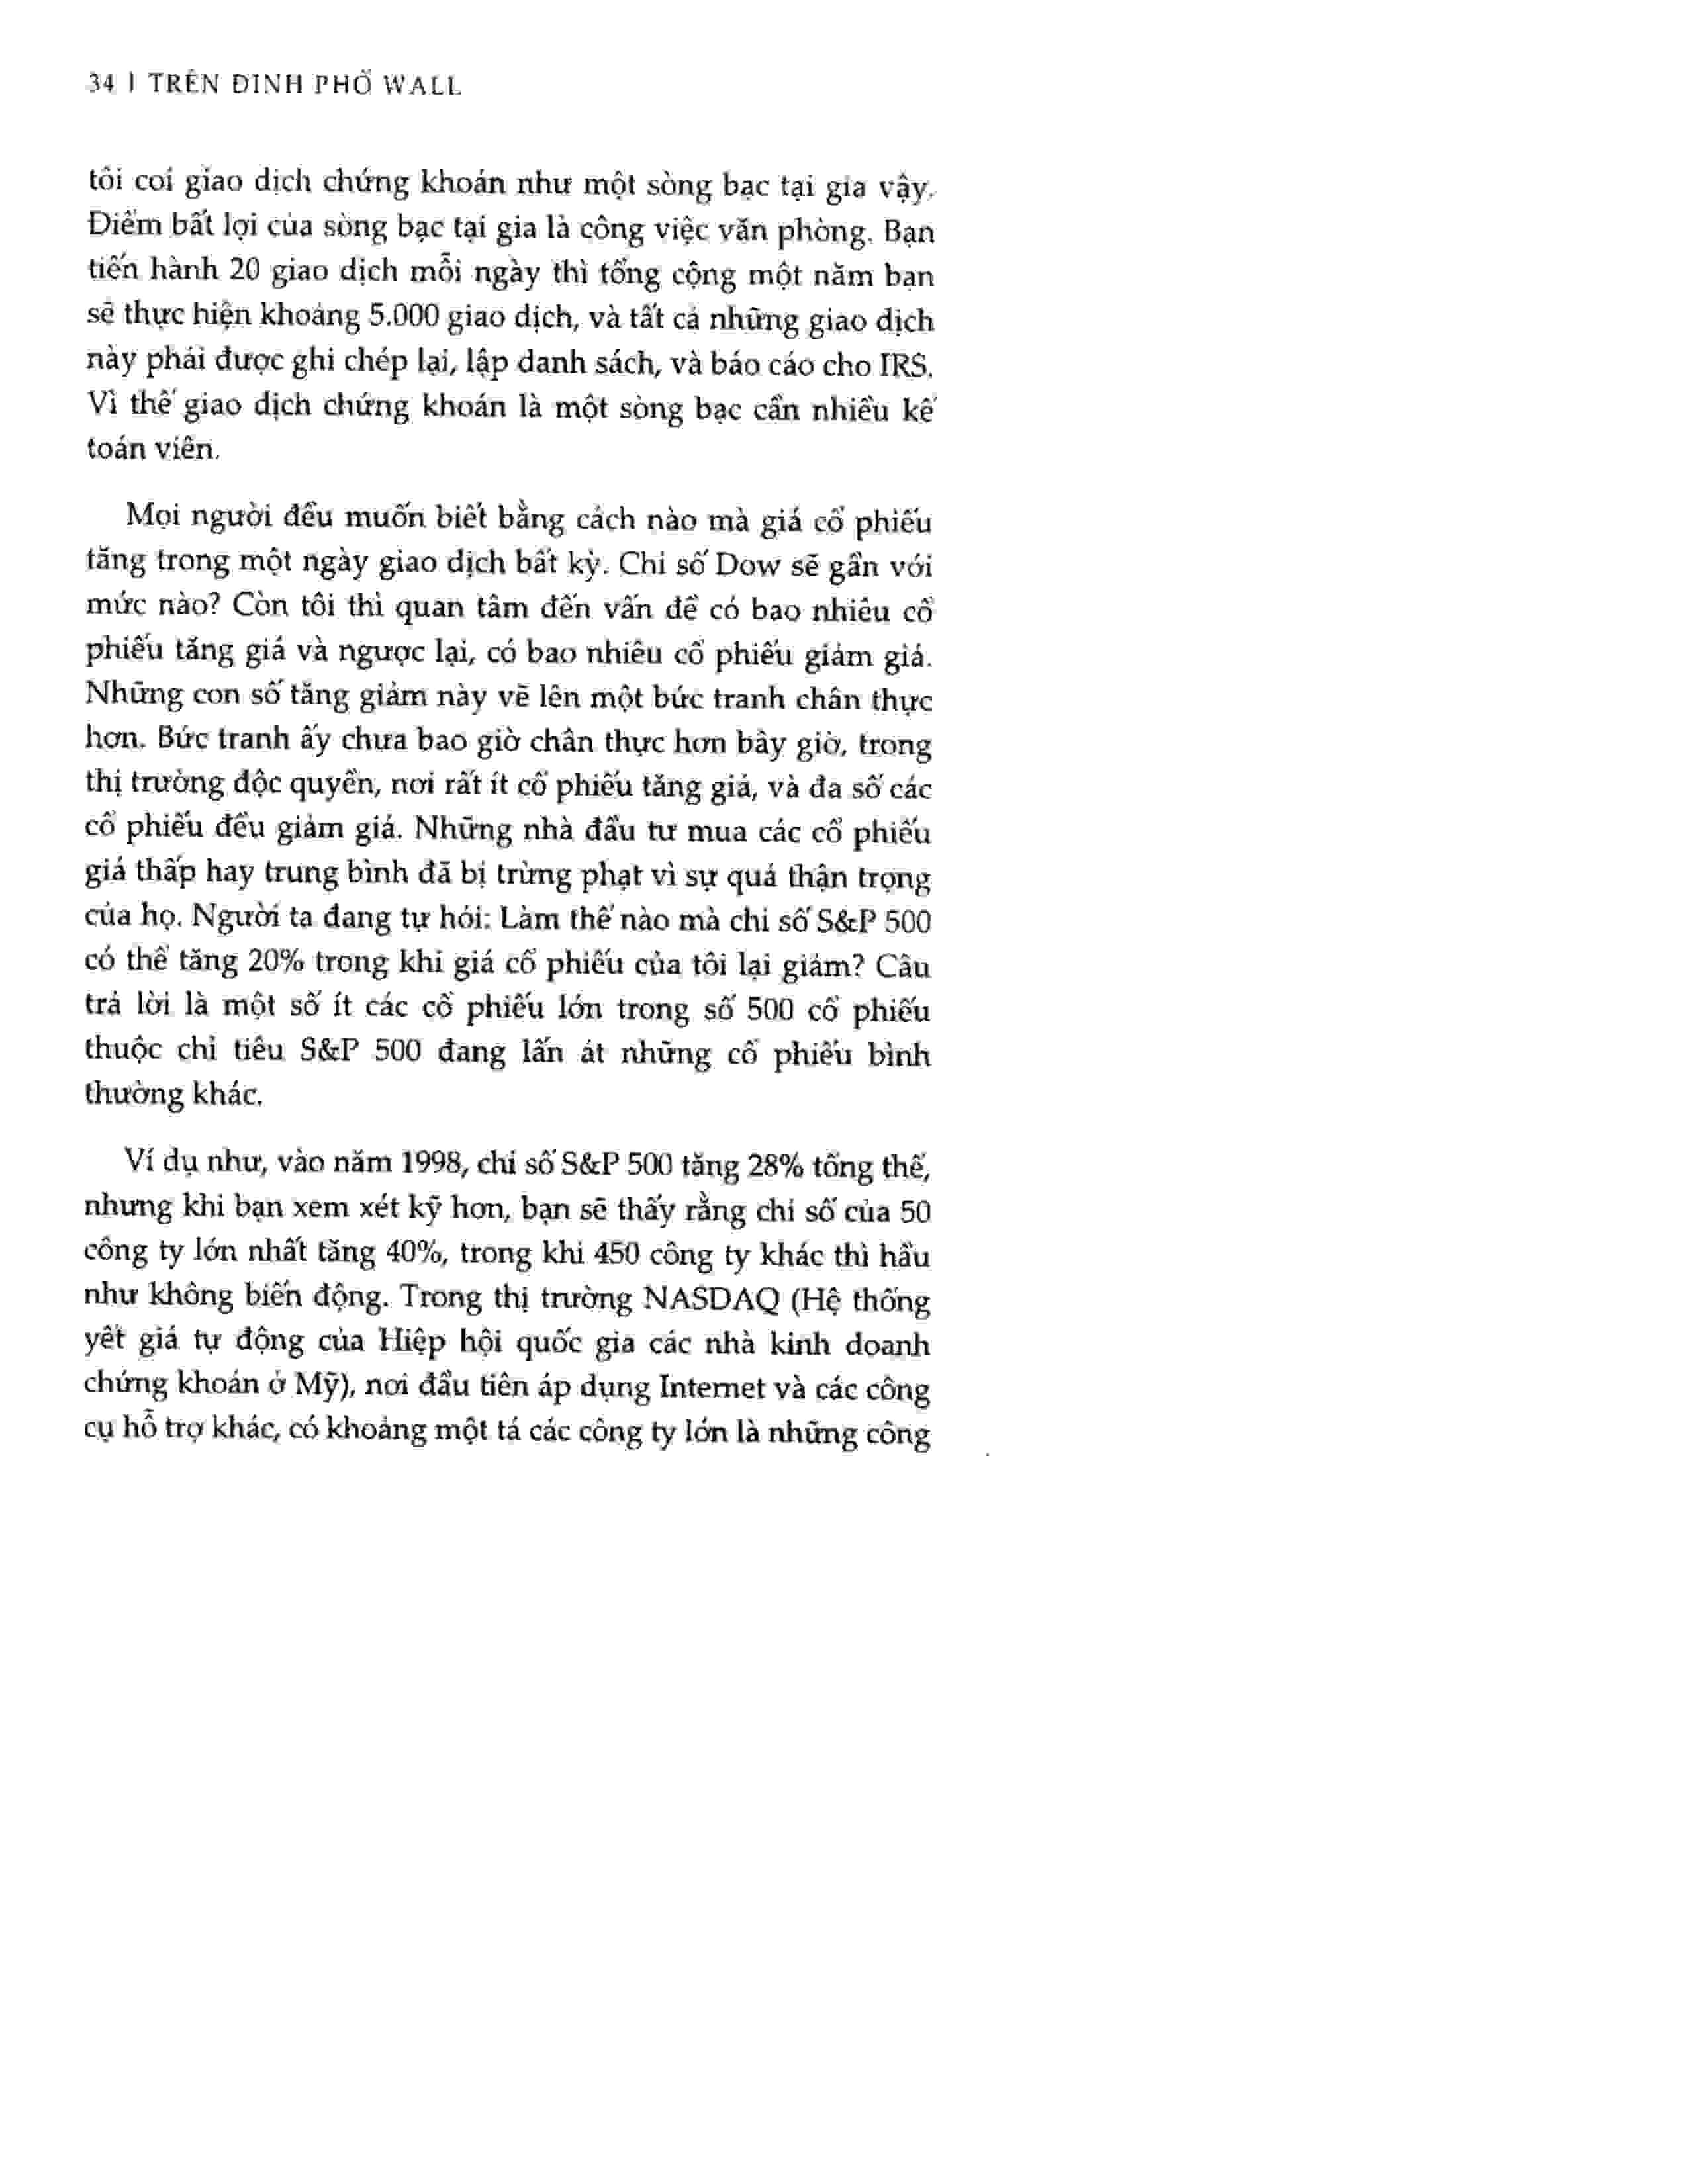 34 | TRÊN ĐỈNH PHỐ WALL
tôi coi giao dịch chứng khoán như một sòng bạc tại gia vậy.
Điểm bất lợi của sòng bạc tại gia là công việc văn phòng. Bạn
tiến hành 20 giao dịch mỗi ngày thì tổng cộng một năm bạn
sẽ thực hiện khoảng 5.000 giao dịch, và tất cả những giao dịch
này phải được ghi chép lại, lập danh sách, và báo cáo cho IRS.
Vì thế giao dịch chứng khoán là một sòng bạc cần nhiều kế
toán viên.
Mọi người đều muốn biết bằng cách nào mà giá cổ phiếu
tăng trong một ngày giao dịch bất kỳ. Chỉ số Dow sẽ gần với
mức nào? Còn tôi thì quan tâm đến vấn đề có bao nhiêu cổ
phiếu tăng giá và ngược lại, có bao nhiêu cổ phiếu giảm giá.
Những con số tăng giảm này vẽ lên một bức tranh chân thực
hơn. Bức tranh ấy chưa bao giờ chân thực hơn bây giờ, trong
thị trường độc quyền, nơi rất ít cổ phiếu tăng giá, và đa số các
cổ phiếu đều giảm giá. Những nhà đầu tư mua các cổ phiếu
giá thấp hay trung bình đã bị trừng phạt vì sự quá thận trọng
của họ. Người ta đang tự hỏi: Làm thế nào mà chỉ số S&P 500
có thể tăng 20% trong khi giá cổ phiếu của tôi lại giảm? Câu
trả lời là một số ít các cổ phiếu lớn trong số 500 cổ phiếu
thuộc chỉ tiêu S&P 500 đang lấn át những cổ phiếu bình
thường khác.
Ví dụ như, vào năm 1998, chỉ số S&P 500 tăng 28% tổng thể,
nhưng khi bạn xem xét kỹ hơn, bạn sẽ thấy rằng chỉ số của 50
công ty lớn nhất tăng 40%, trong khi 450 công ty khác thì hầu
như không biến động. Trong thị trường NASDAQ (Hệ thống
yết giá tự động của Hiệp hội quốc gia các nhà kinh doanh
chứng khoán ở Mỹ), nơi đầu tiên áp dụng Internet và các công
cụ hỗ trợ khác, có khoảng một tá các công ty lớn là những công